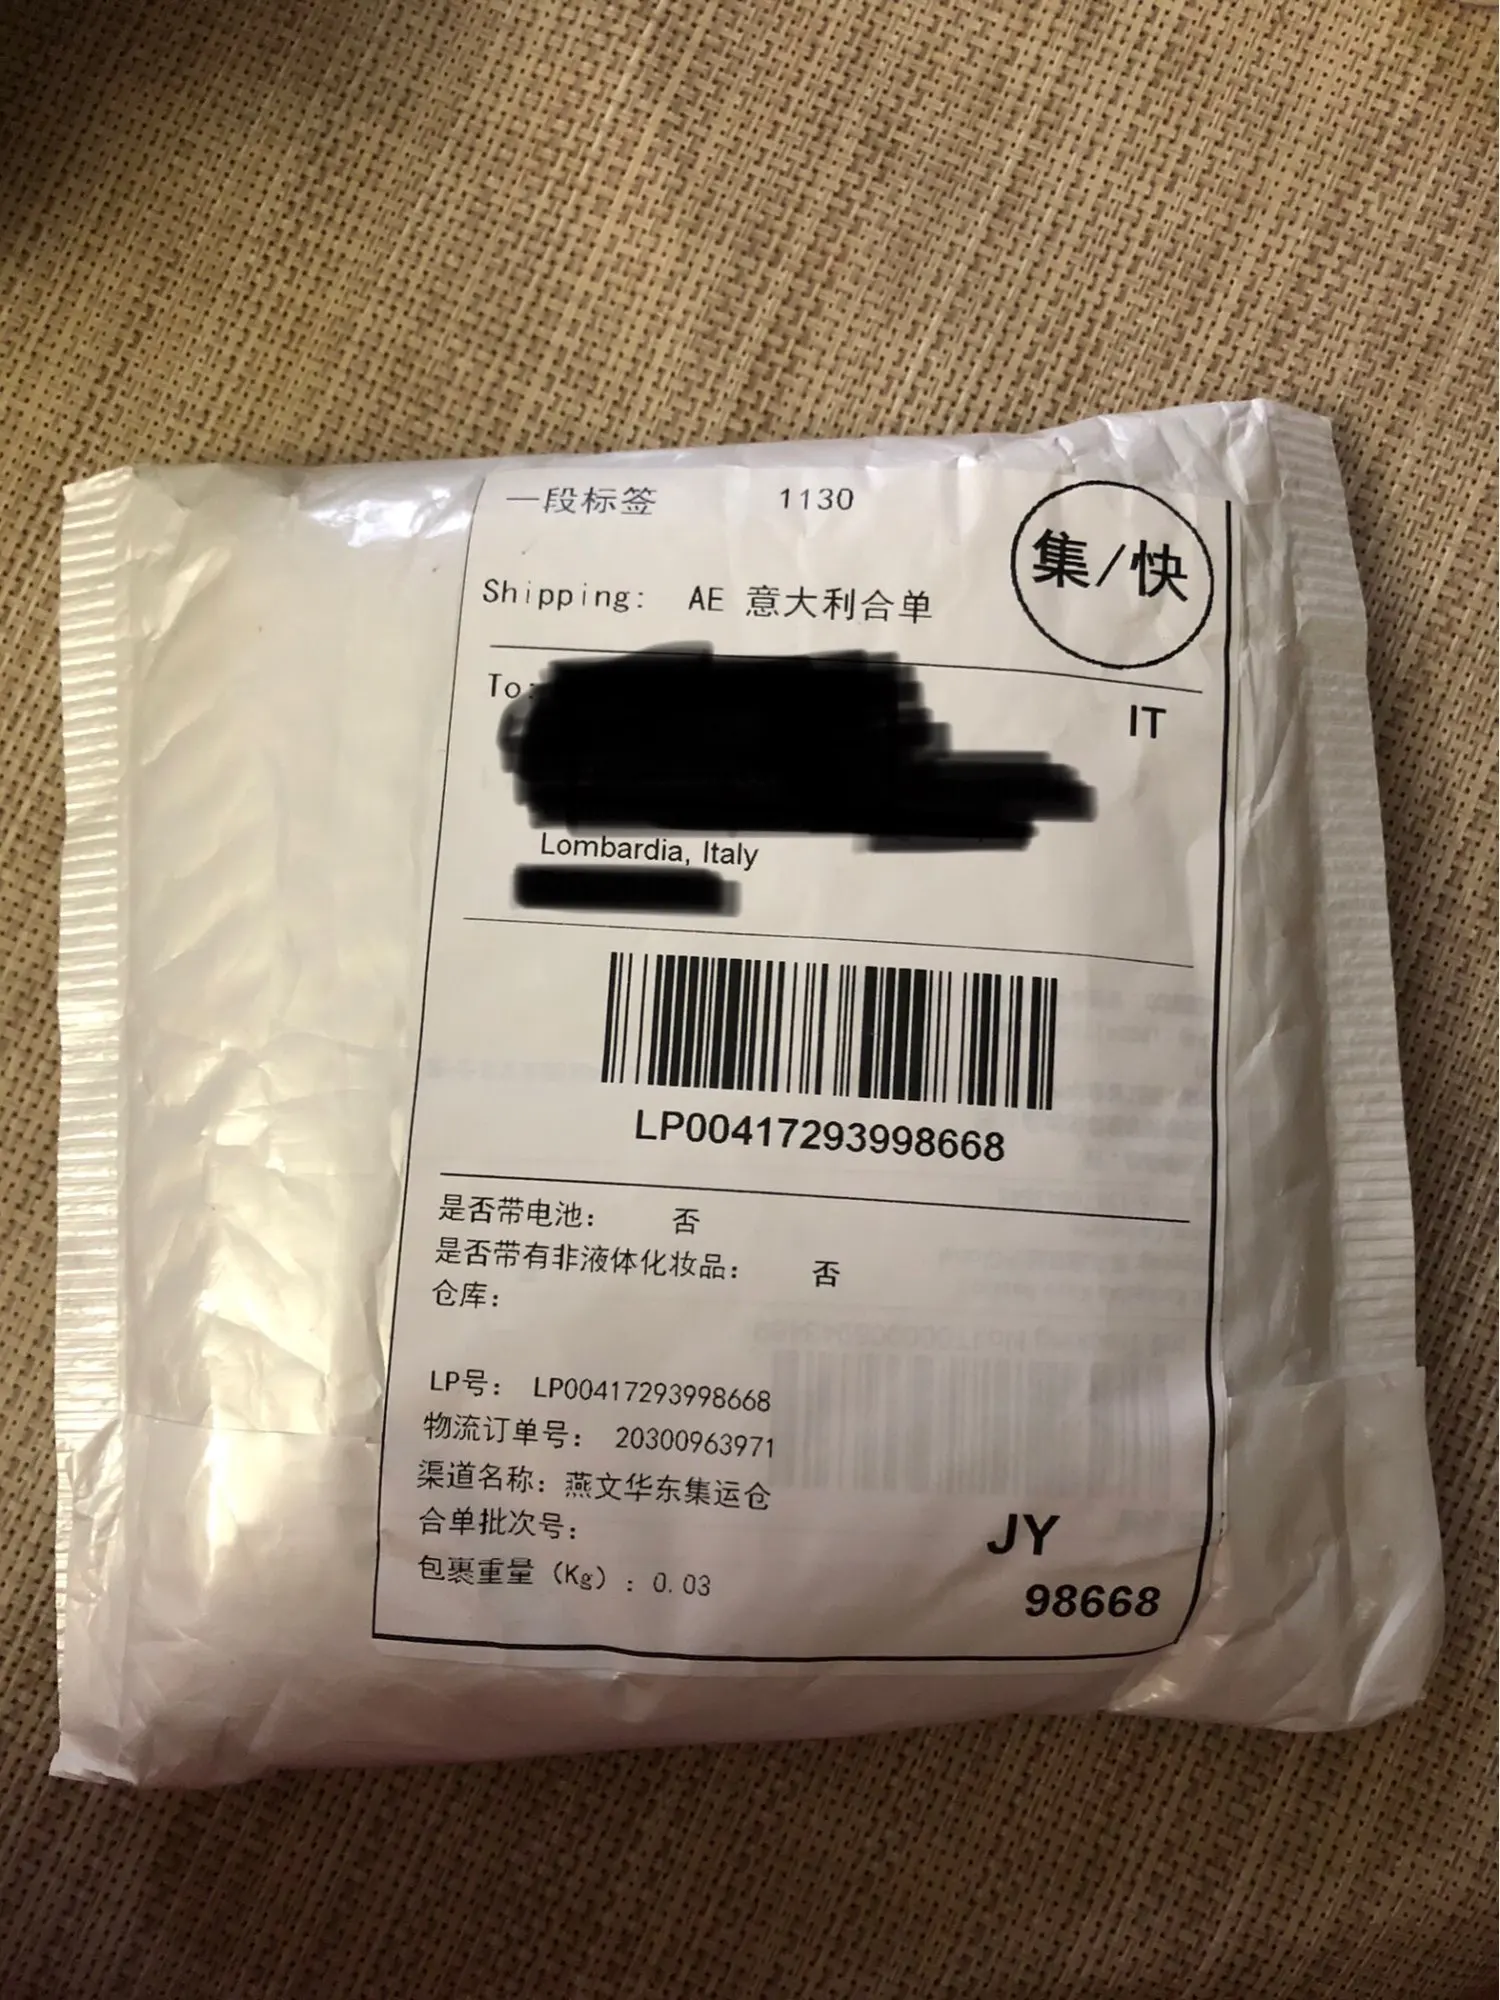 一段标签 1130
集/快
Shipping: AE 意大利合单
To:
IT
Lombardia, Italy
LP00417293998668
是否带电池： 否
是否带有非液体化妆品： 否
仓库：
LP号： LP00417293998668
物流订单号： 20300963971
渠道名称：燕文华东集运仓
合单批次号：
包裹重量（Kg）：0.03
JY
98668